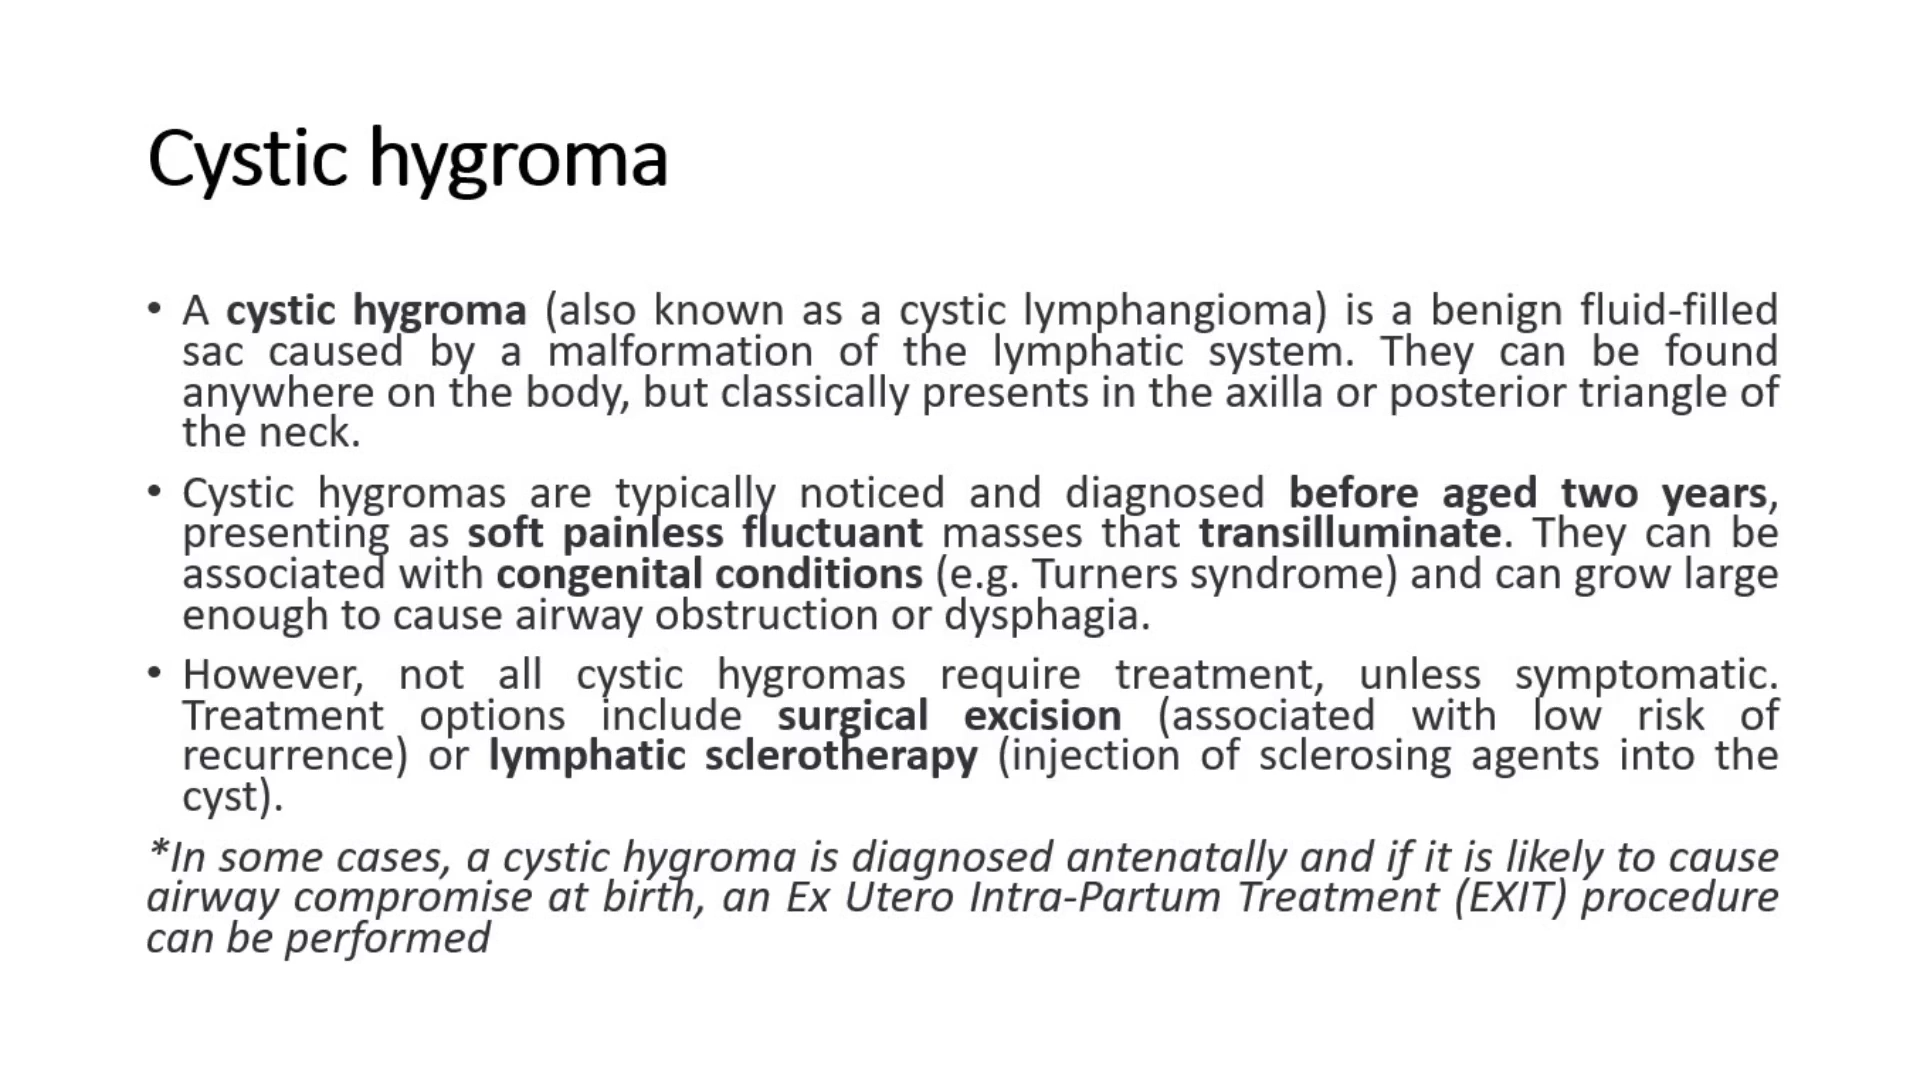 Cystic hygroma
• A cystic hygroma (also known as a cystic lymphangioma) is a benign fluid-filled
sac caused by a malformation of the lymphatic system. They can be found
anywhere on the body, but classically presents in the axilla or posterior triangle of
the neck.
• Cystic hygromas are typically noticed and diagnosed before aged two years,
presenting as soft painless fluctuant masses that transilluminate. They can be
associated with congenital conditions (e.g. Turners syndrome) and can grow large
enough to cause airway obstruction or dysphagia.
• However, not all cystic hygromas require treatment, unless symptomatic.
Treatment options include surgical excision (associated with low risk of
recurrence) or lymphatic sclerotherapy (injection of sclerosing agents into the
cyst).
*In some cases, a cystic hygroma is diagnosed antenatally and if it is likely to cause
airway compromise at birth, an Ex Utero Intra-Partum Treatment (EXIT) procedure
can be performed